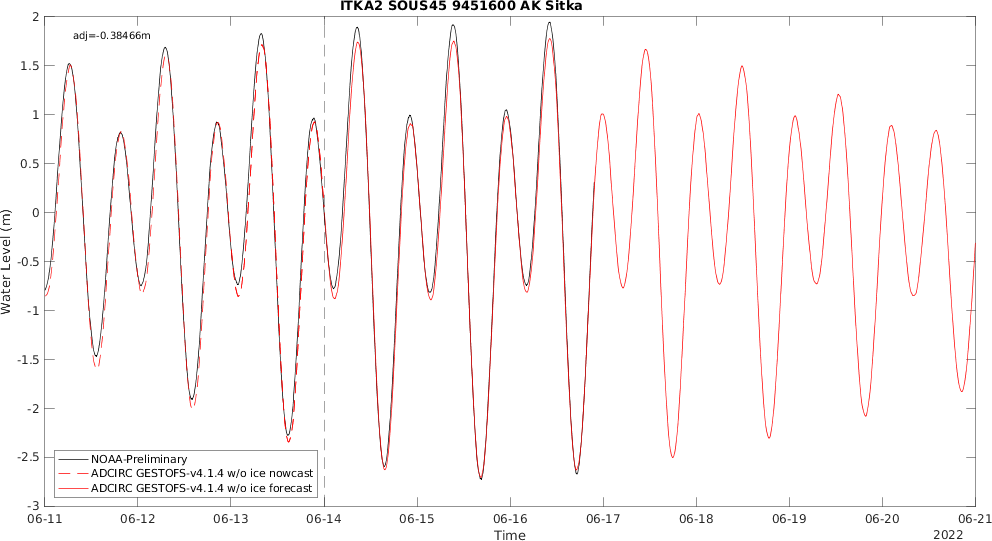 ITKA2 SOUS45 9451600 AK Sitka
adj=-0.38466m
Water Level (m)
2
1.5
1
0.5
0
-0.5
-1
-1.5
-2
-2.5
-3
NOAA-Preliminary
ADCIRC GESTOFS-v4.1.4 w/o ice nowcast
ADCIRC GESTOFS-v4.1.4 w/o ice forecast
06-11 06-12 06-13 06-14 06-15 06-16 06-17 06-18 06-19 06-20 06-21
Time
2022